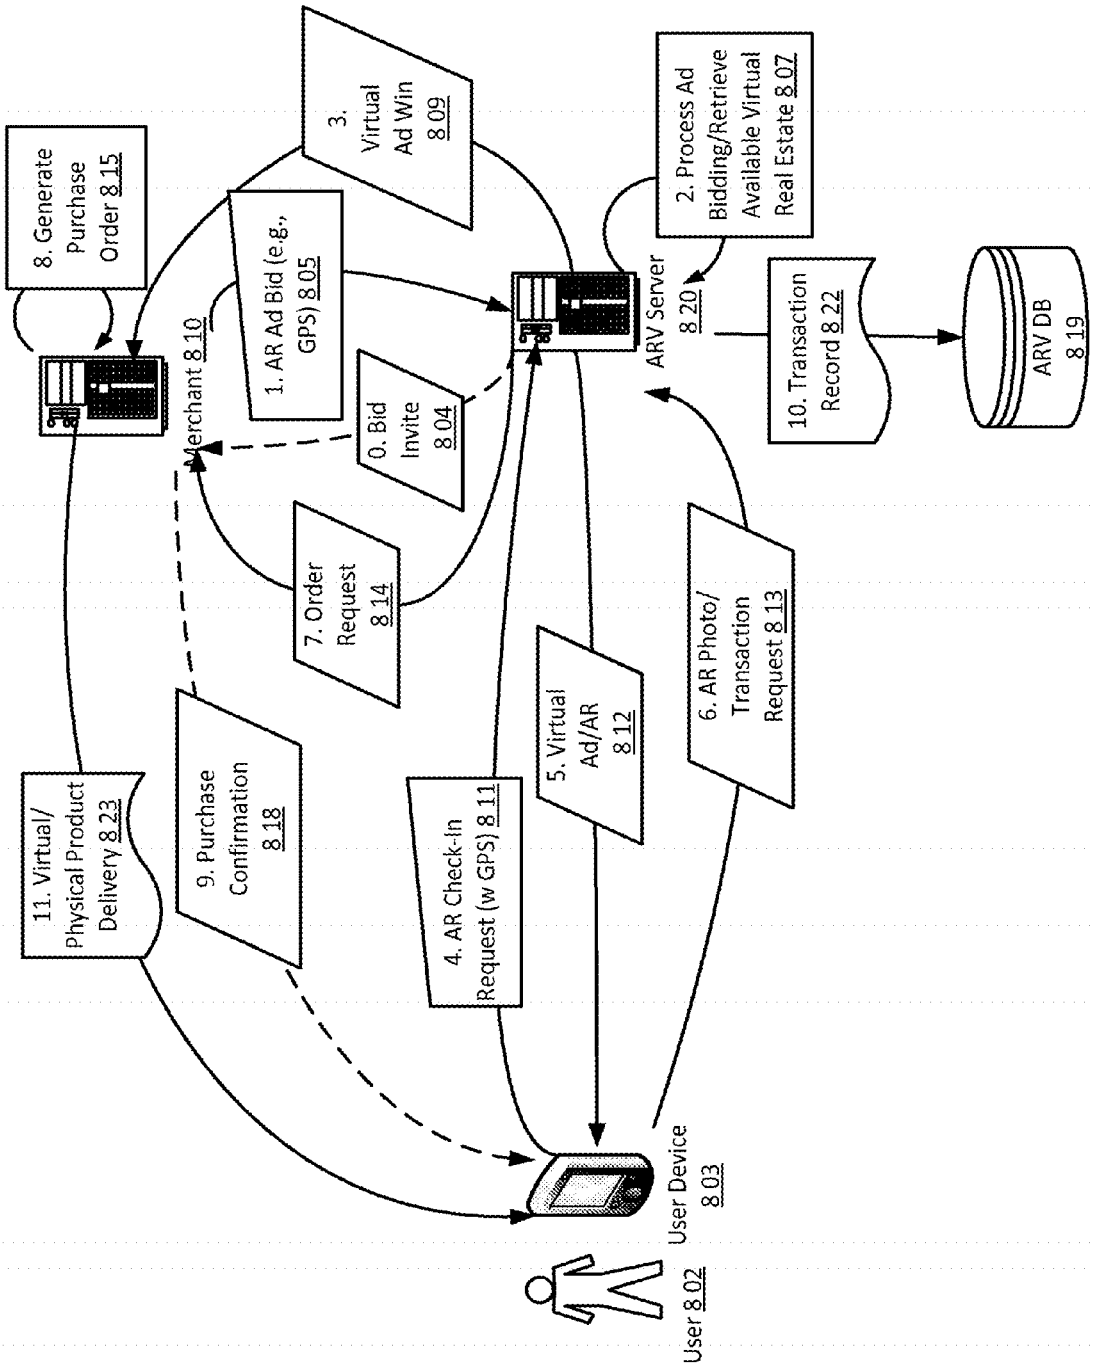 User 8 02
User Device
8 03
11. Virtual/
Physical Product
Delivery 8 23
9. Purchase
Confirmation
8 18
4. AR Check-In
Request (w GPS) 8 11
5. Virtual
Ad/AR
8 12
6. AR Photo/
Transaction
Request 8 13
7. Order
Request
8 14
0. Bid
Invite
8 04
8. Generate
Purchase
Order 8 15
Merchant 8 10
1. AR Ad Bid (e.g.,
GPS) 8 05
3.
Virtual
Ad Win
8 09
ARV Server
8 20
2. Process Ad
Bidding/Retrieve
Available Virtual
Real Estate 8 07
10. Transaction
Record 8 22
ARV DB
8 19